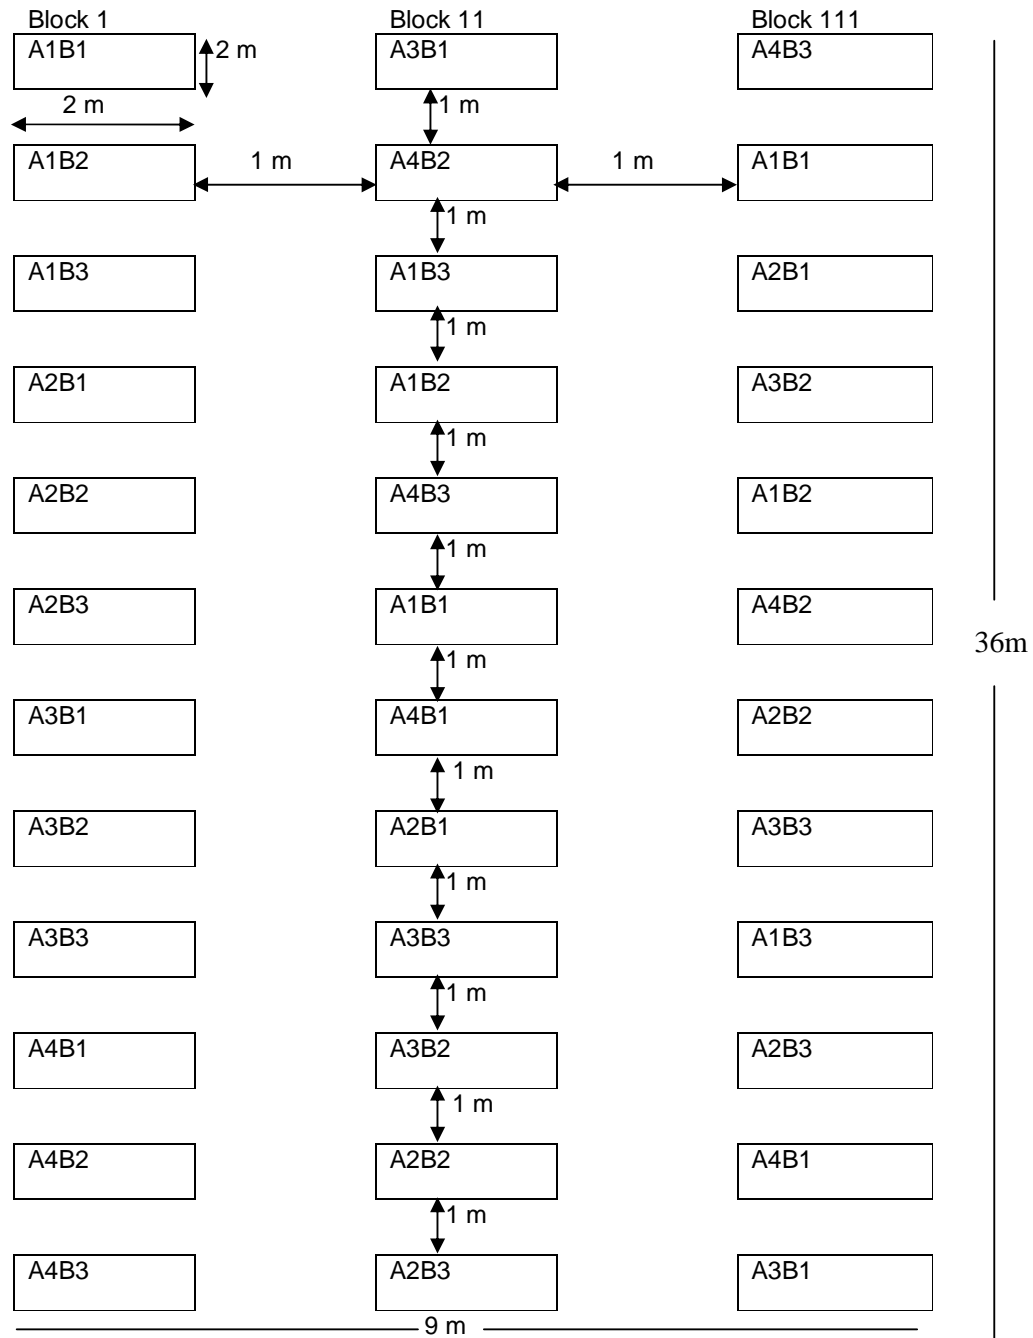 Block 1 Block 11 Block 111
A1B1 2 m A3B1 A4B3
2 m 1 m
A1B2 1 m A4B2 1 m A1B1
1 m
A1B3 A1B3 A2B1
1 m
A2B1 A1B2 A3B2
1 m
A2B2 A4B3 A1B2
1 m
A2B3 A1B1 A4B2
36m
1 m
A3B1 A4B1 A2B2
1 m
A3B2 A2B1 A3B3
1 m
A3B3 A3B3 A1B3
1 m
A4B1 A3B2 A2B3
1 m
A4B2 A2B2 A4B1
1 m
A4B3 A2B3 A3B1
9 m